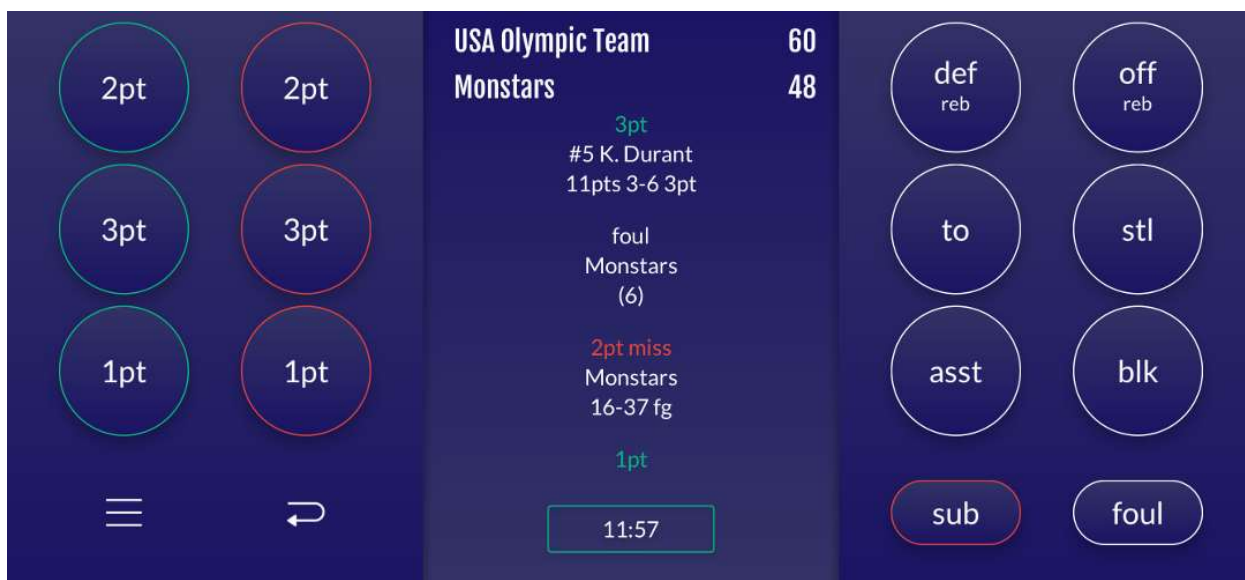 2pt 2pt
3pt 3pt
1pt 1pt
USA Olympic Team 60
Monstars 48
3pt
#5 K. Durant
11pts 3-6 3pt
foul
Monstars
(6)
2pt miss
Monstars
16-37 fg
1pt
11:57
def off
reb reb
to stl
asst blk
sub foul